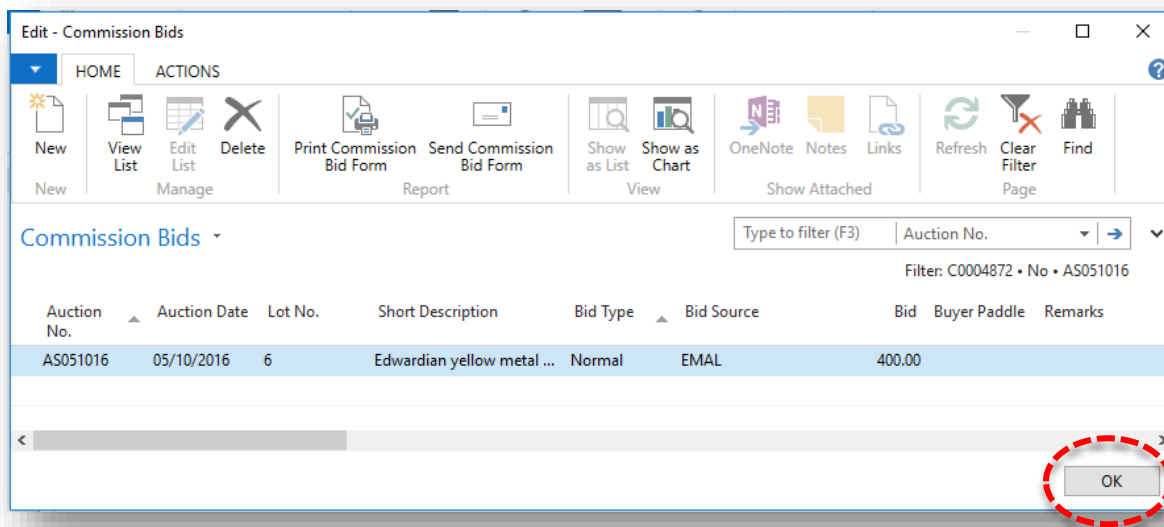 Edit - Commission Bids
HOME ACTIONS
New View List Edit List Delete Print Commission Bid Form Send Commission Bid Form Show as List Show as Chart OneNote Notes Links Refresh Clear Filter Find
New Manage Report View Show Attached Page
Commission Bids Type to filter (F3) Auction No.
Filter: C0004872 • No • AS051016
Auction No. Auction Date Lot No. Short Description Bid Type Bid Source Bid Buyer Paddle Remarks
AS051016 05/10/2016 6 Edwardian yellow metal ... Normal EMAL 400.00
OK